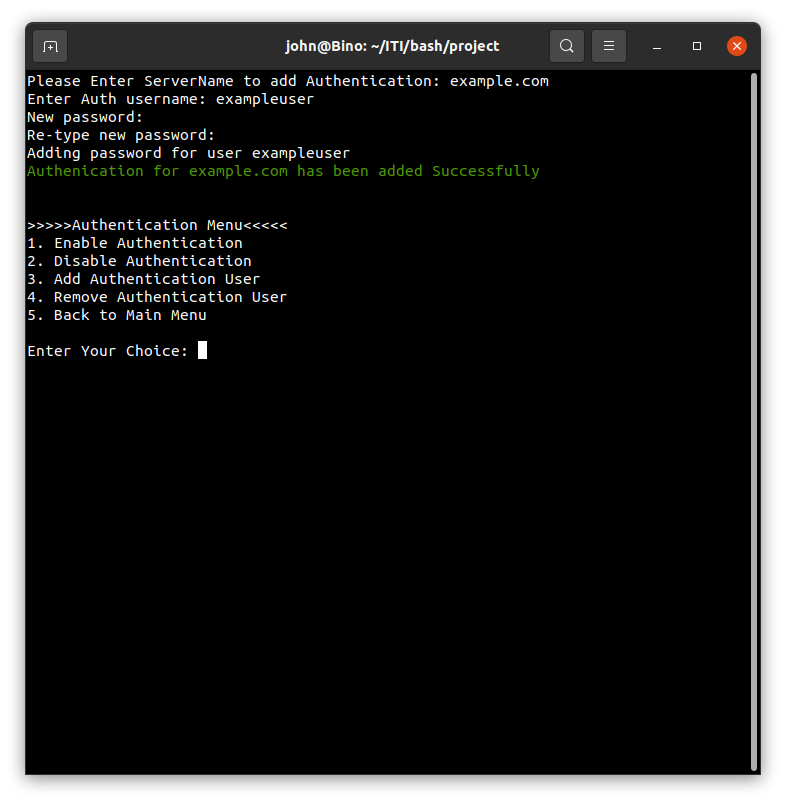 john@Bino: ~/ITI/bash/project
Please Enter ServerName to add Authentication: example.com
Enter Auth username: exampleuser
New password:
Re-type new password:
Adding password for user exampleuser
Authenication for example.com has been added Successfully
>>>>>Authentication Menu<<<<<
1. Enable Authentication
2. Disable Authentication
3. Add Authentication User
4. Remove Authentication User
5. Back to Main Menu
Enter Your Choice: